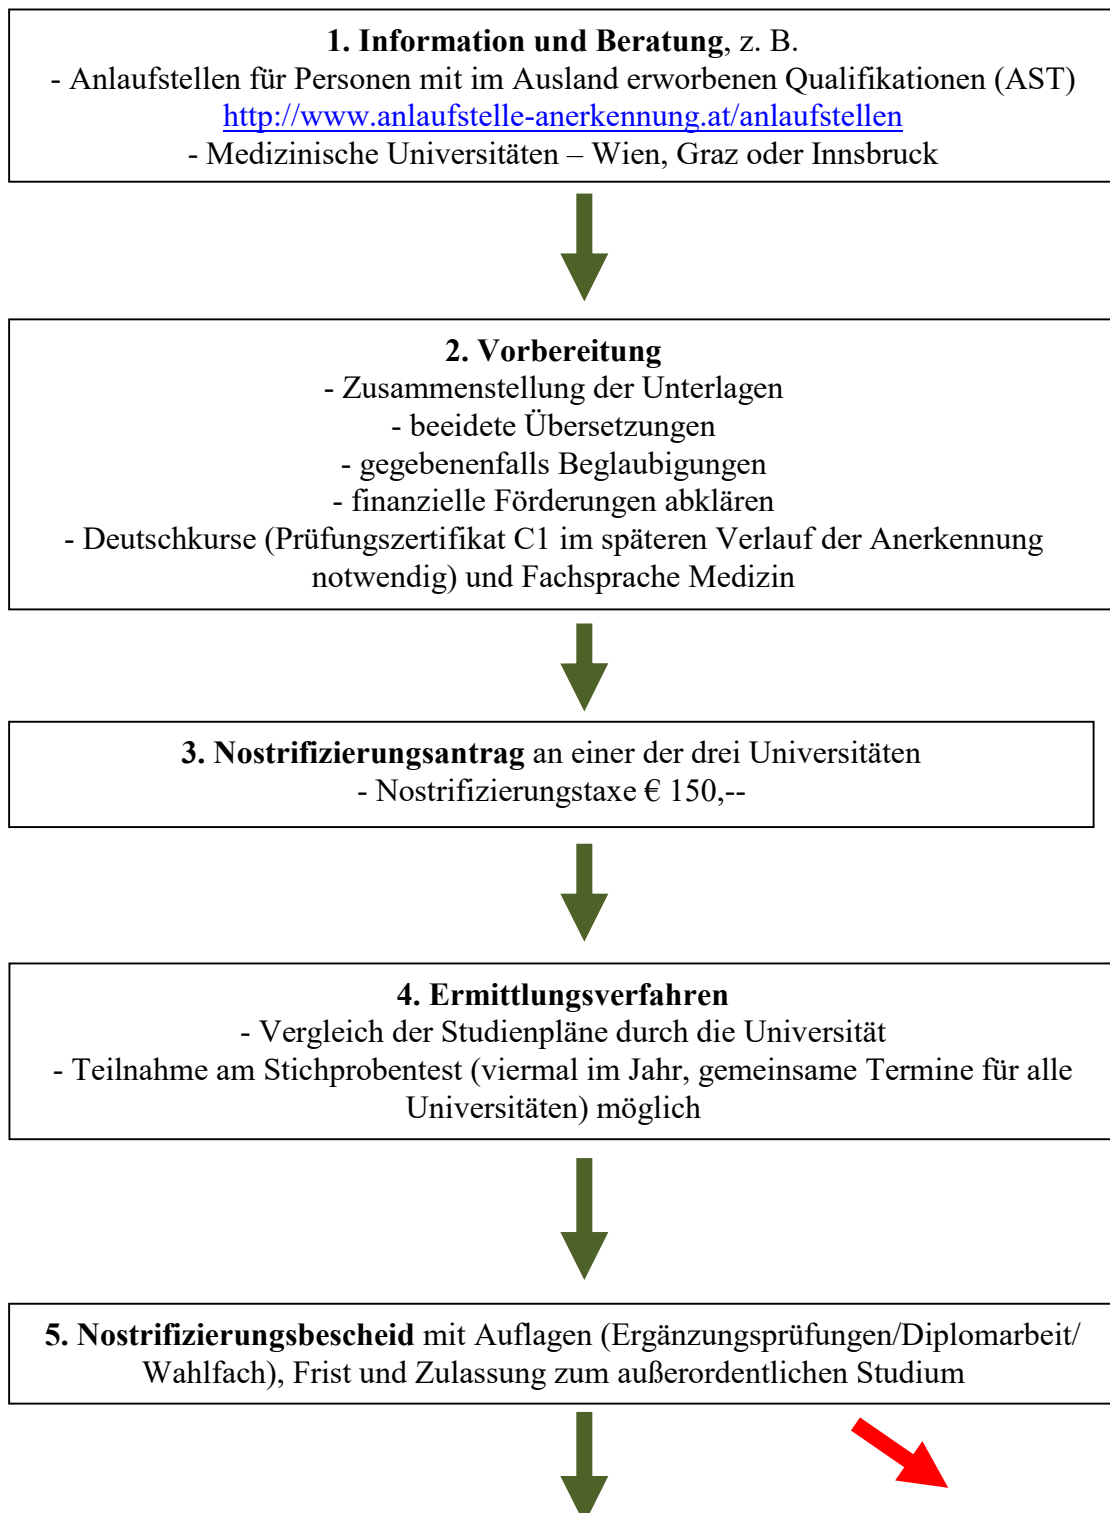 1. Information und Beratung, z. B.
- Anlaufstellen für Personen mit im Ausland erworbenen Qualifikationen (AST)
http://www.anlaufstelle-anerkennung.at/anlaufstellen
- Medizinische Universitäten – Wien, Graz oder Innsbruck
2. Vorbereitung
- Zusammenstellung der Unterlagen
- beeidete Übersetzungen
- gegebenenfalls Beglaubigungen
- finanzielle Förderungen abklären
- Deutschkurse (Prüfungszertifikat C1 im späteren Verlauf der Anerkennung
notwendig) und Fachsprache Medizin
3. Nostrifizierungsantrag an einer der drei Universitäten
- Nostrifizierungstaxe € 150,--
4. Ermittlungsverfahren
- Vergleich der Studienpläne durch die Universität
- Teilnahme am Stichprobentest (viermal im Jahr, gemeinsame Termine für alle
Universitäten) möglich
5. Nostrifizierungsbescheid mit Auflagen (Ergänzungsprüfungen/Diplomarbeit/
Wahlfach), Frist und Zulassung zum außerordentlichen Studium